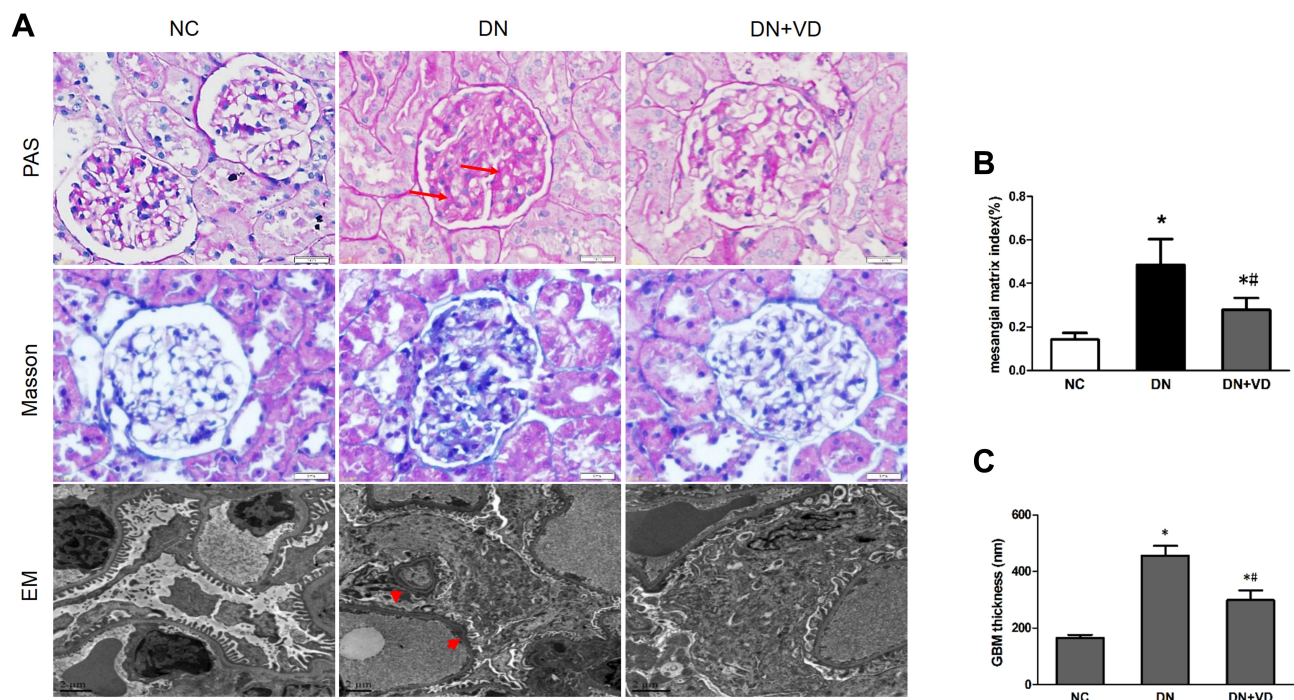 A
NC DN DN+VD
PAS
Masson
EM
2 μm 2 μm 2 μm
B
mesangial matrix index(%)
0.8
0.6
0.4
0.2
0.0
*
*#
NC DN DN+VD
C
GBM thickness (nm)
600
400
200
0
*
*#
NC DN DN+VD